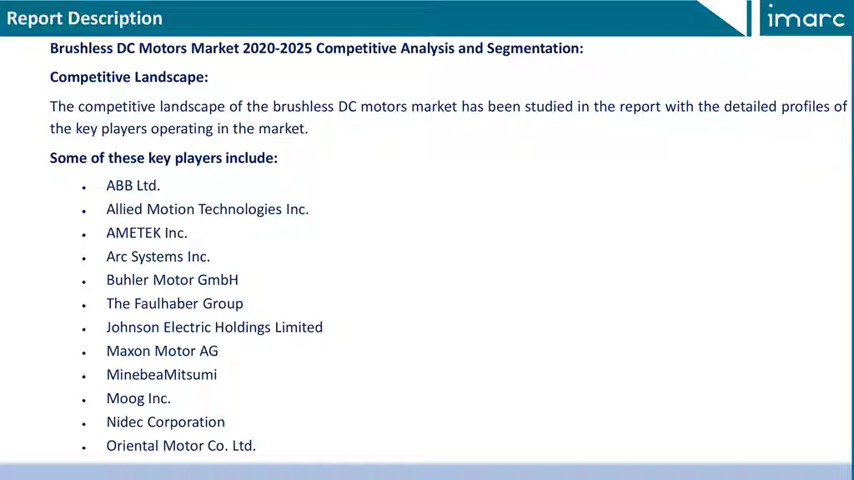 Report Description
imarc
Brushless DC Motors Market 2020-2025 Competitive Analysis and Segmentation:
Competitive Landscape:
The competitive landscape of the brushless DC motors market has been studied in the report with the detailed profiles of
the key players operating in the market.
Some of these key players include:
• ABB Ltd.
• Allied Motion Technologies Inc.
• AMETEK Inc.
• Arc Systems Inc.
• Buhler Motor GmbH
• The Faulhaber Group
• Johnson Electric Holdings Limited
• Maxon Motor AG
• MinebeaMitsumi
• Moog Inc.
• Nidec Corporation
• Oriental Motor Co. Ltd.